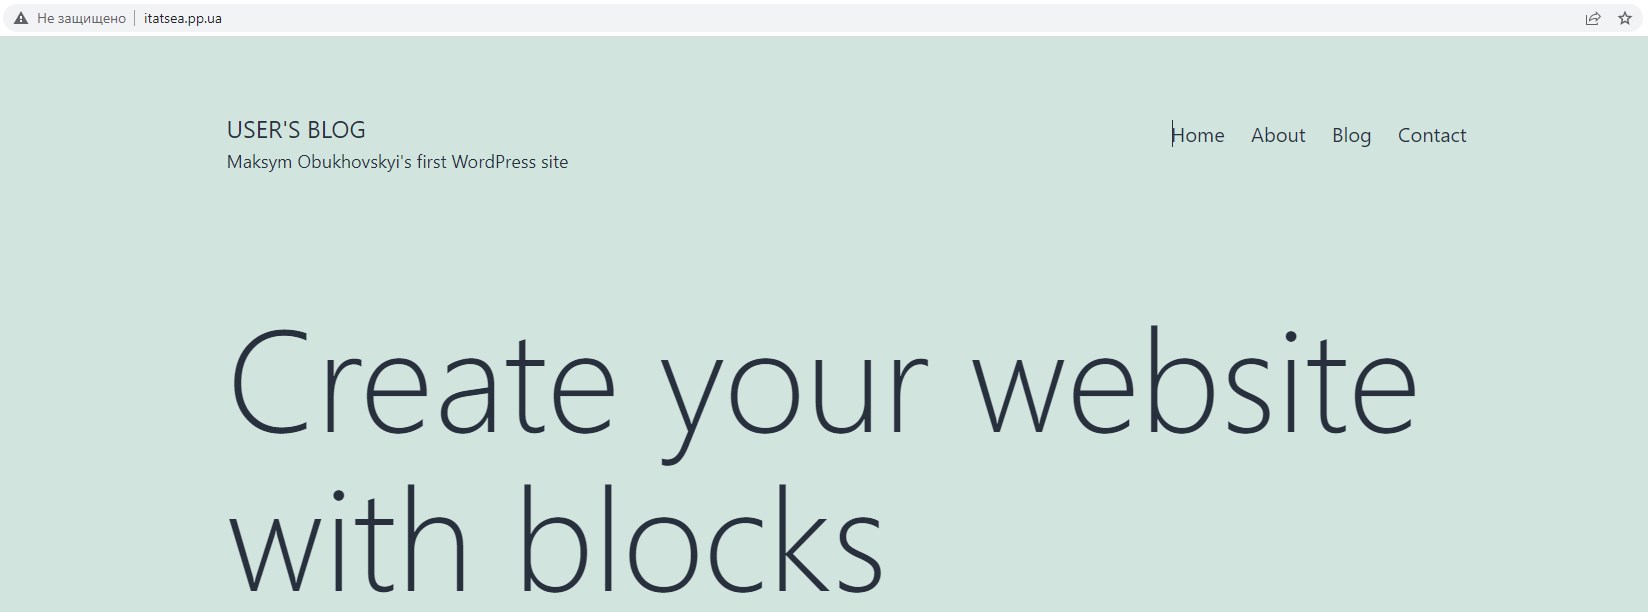 Не защищено itatsea.pp.ua
USER'S BLOG
Maksym Obukhovskyi's first WordPress site
Home About Blog Contact
Create your website
with blocks